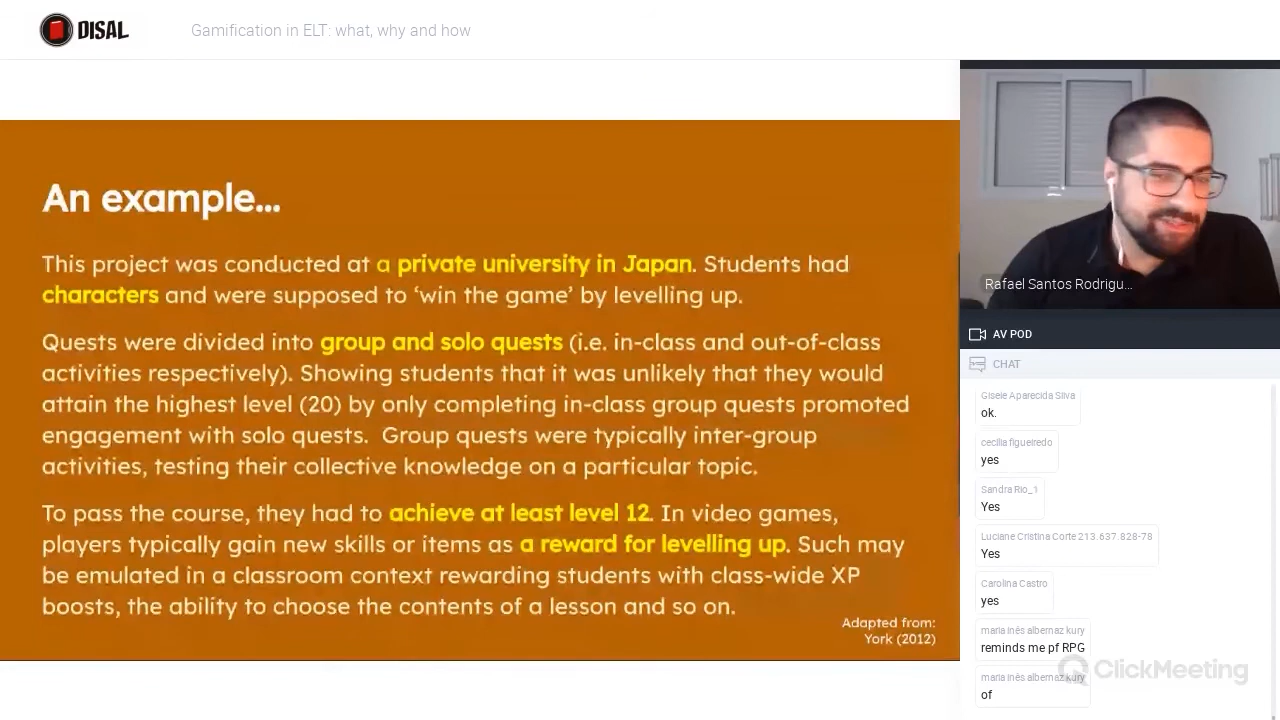 DISAL
Gamification in ELT: what, why and how
An example...
This project was conducted at a private university in Japan. Students had
characters and were supposed to ‘win the game’ by levelling up.
Quests were divided into group and solo quests (i.e. in-class and out-of-class
activities respectively). Showing students that it was unlikely that they would
attain the highest level (20) by only completing in-class group quests promoted
engagement with solo quests. Group quests were typically inter-group
activities, testing their collective knowledge on a particular topic.
To pass the course, they had to achieve at least level 12. In video games,
players typically gain new skills or items as a reward for levelling up. Such may
be emulated in a classroom context rewarding students with class-wide XP
boosts, the ability to choose the contents of a lesson and so on.
Adapted from:
York (2012)
Rafael Santos Rodrigu...
AV POD
CHAT
Gisele Aparecida Silva
ok.
cecilia figueiredo
yes
Sandra Rio_1
Yes
Luciane Cristina Corte 213.637.828-78
Yes
Carolina Castro
yes
maria inês albernaz kury
reminds me pf RPG
maria inês albernaz kury
of
ClickMeeting